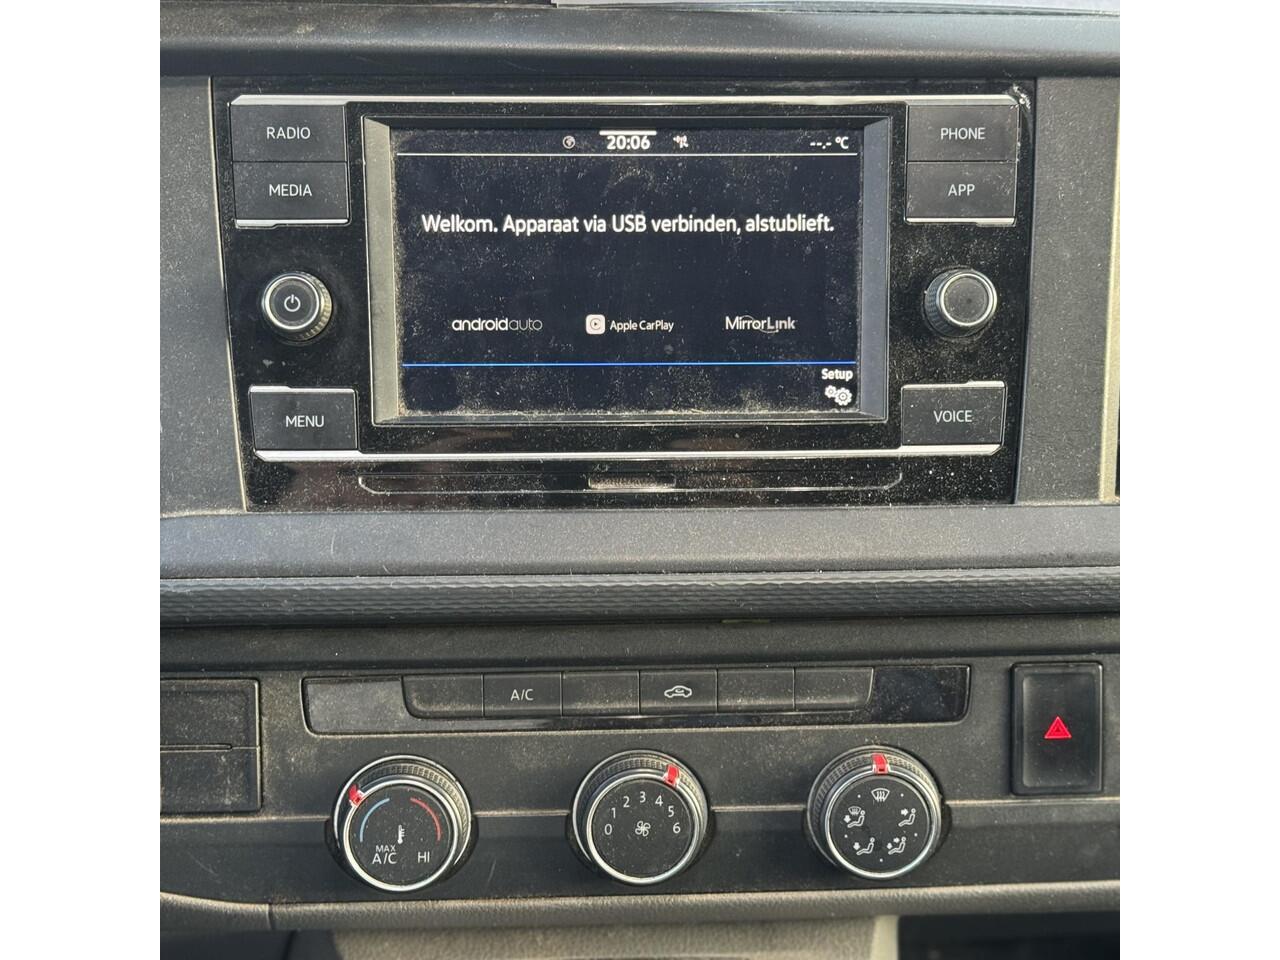 RADIO
MEDIA
MENU
20:06
--.- °C
Welkom. Apparaat via USB verbinden, alstublieft.
androidauto
Apple CarPlay
MirrorLink
Setup
PHONE
APP
VOICE
A/C
MAX
A/C
HI
0 1 2 3 4 5 6